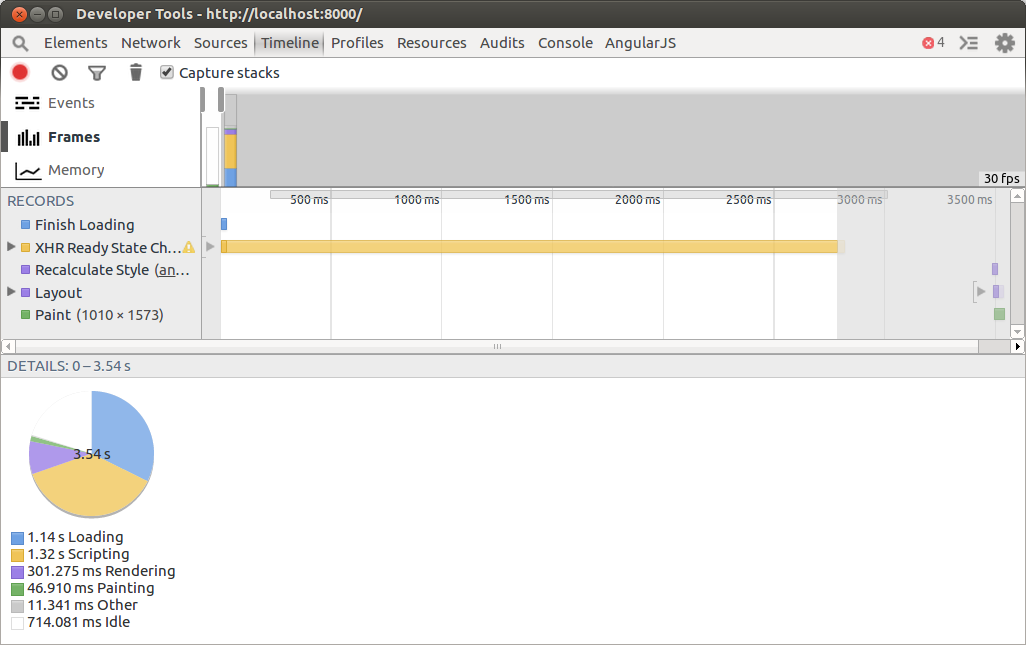 Developer Tools - http://localhost:8000/
Elements Network Sources Timeline Profiles Resources Audits Console AngularJS 4
Capture stacks
Events
Frames
Memory
30 fps
RECORDS
500 ms 1000 ms 1500 ms 2000 ms 2500 ms 3000 ms 3500 ms
Finish Loading
XHR Ready State Ch...
Recalculate Style (an...
Layout
Paint (1010 × 1573)
DETAILS: 0 – 3.54 s
3.54 s
1.14 s Loading
1.32 s Scripting
301.275 ms Rendering
46.910 ms Painting
11.341 ms Other
714.081 ms Idle